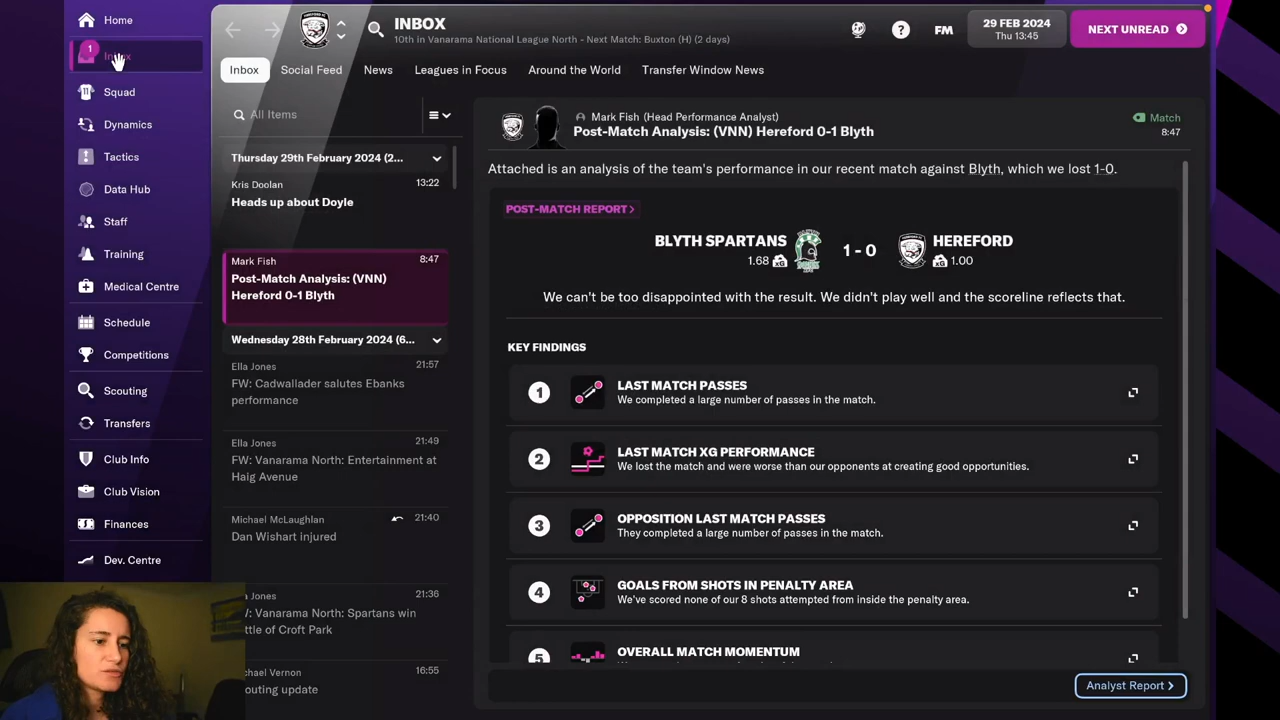 Home
1
Inbox
Squad
Dynamics
Tactics
Data Hub
Staff
Training
Medical Centre
Schedule
Competitions
Scouting
Transfers
Club Info
Club Vision
Finances
Dev. Centre
INBOX
10th in Vanarama National League North - Next Match: Buxton (H) (2 days)
?
FM
29 FEB 2024
Thu 13:45
NEXT UNREAD
Inbox
Social Feed
News
Leagues in Focus
Around the World
Transfer Window News
All Items
Thursday 29th February 2024 (2...
Kris Doolan
13:22
Heads up about Doyle
Mark Fish
8:47
Post-Match Analysis: (VNN)
Hereford 0-1 Blyth
Wednesday 28th February 2024 (6...
Ella Jones
21:57
FW: Cadwallader salutes Ebanks
performance
Ella Jones
21:49
FW: Vanarama North: Entertainment at
Haig Avenue
Michael McLaughlan
21:40
Dan Wishart injured
Jones
21:36
Vanarama North: Spartans win
Croft Park
Vernon
16:55
update
Mark Fish (Head Performance Analyst)
Post-Match Analysis: (VNN) Hereford 0-1 Blyth
Match
8:47
Attached is an analysis of the team's performance in our recent match against Blyth, which we lost 1-0.
POST-MATCH REPORT
BLYTH SPARTANS
1.68 xG
1 - 0
HEREFORD
xG 1.00
We can't be too disappointed with the result. We didn't play well and the scoreline reflects that.
KEY FINDINGS
1
LAST MATCH PASSES
We completed a large number of passes in the match.
2
LAST MATCH XG PERFORMANCE
We lost the match and were worse than our opponents at creating good opportunities.
3
OPPOSITION LAST MATCH PASSES
They completed a large number of passes in the match.
4
GOALS FROM SHOTS IN PENALTY AREA
We've scored none of our 8 shots attempted from inside the penalty area.
5
OVERALL MATCH MOMENTUM
Analyst Report